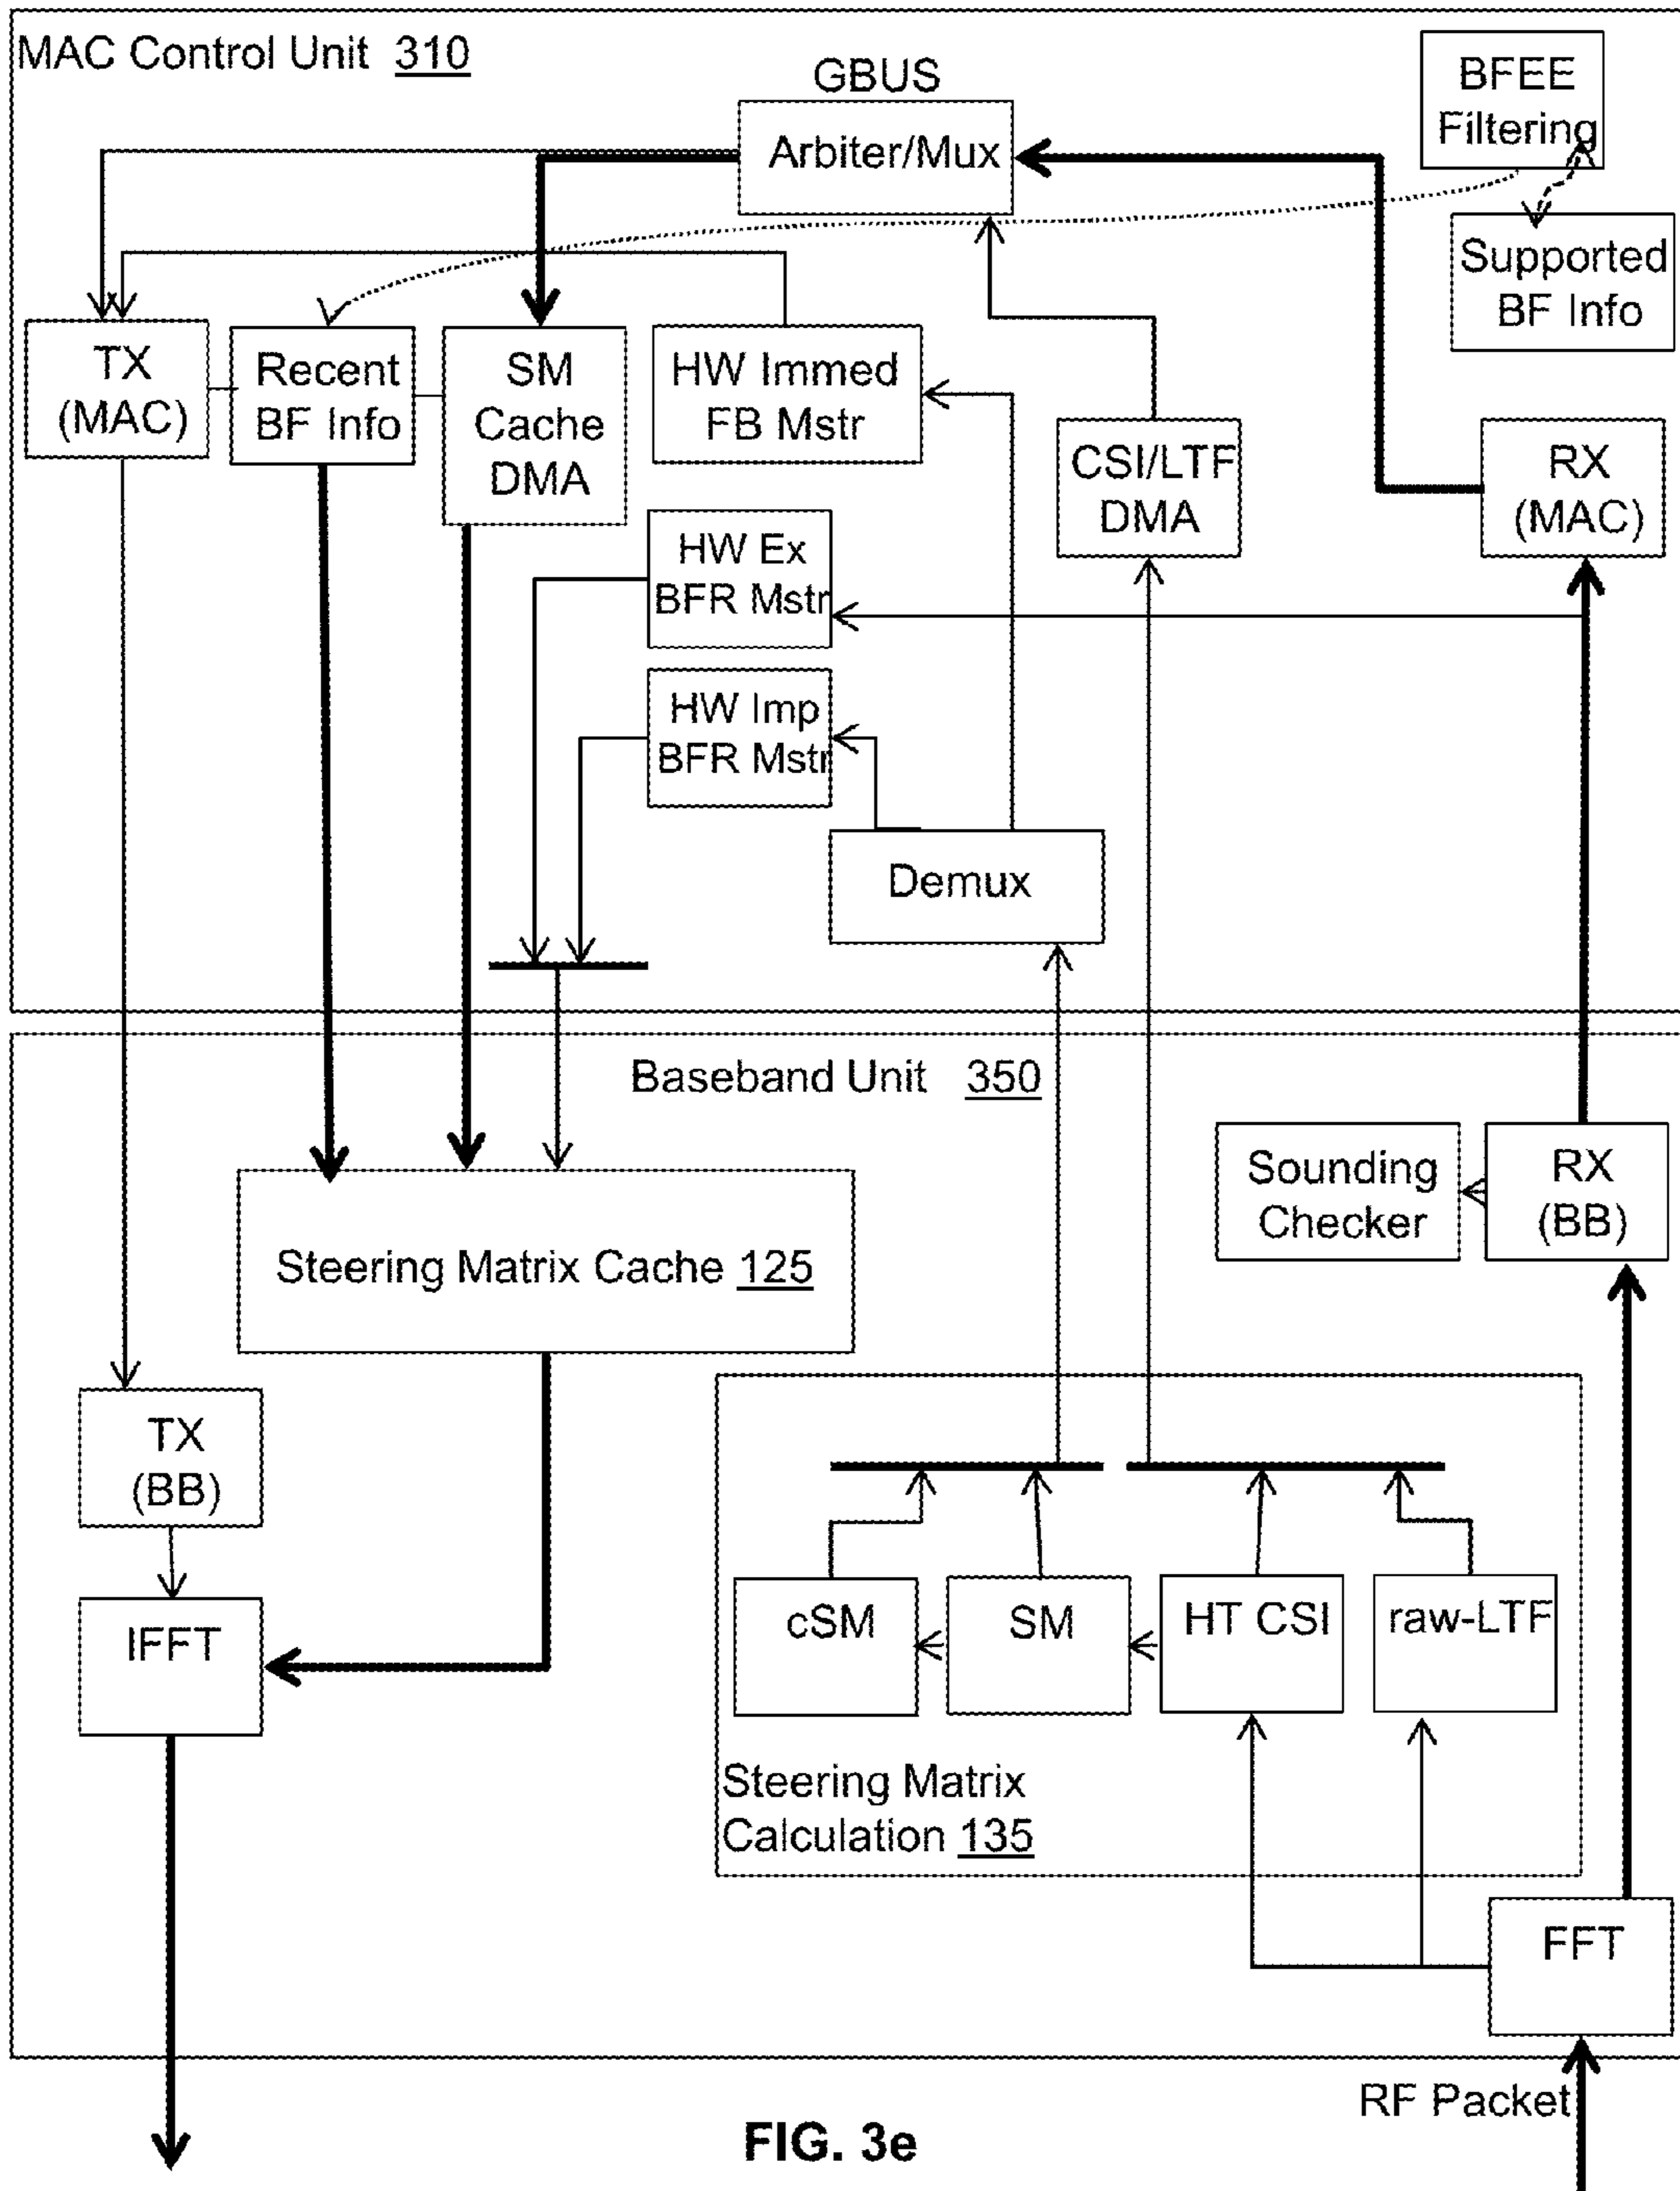 MAC Control Unit 310
GBUS
Arbiter/Mux
BFEE
Filtering
Supported
BF Info
TX
(MAC)
Recent
BF Info
SM
Cache
DMA
HW Immed
FB Mstr
CSI/LTF
DMA
RX
(MAC)
HW Ex
BFR Mstr
HW Imp
BFR Mstr
Demux
Baseband Unit 350
Sounding
Checker
RX
(BB)
Steering Matrix Cache 125
TX
(BB)
IFFT
cSM
SM
HT CSI
raw-LTF
Steering Matrix
Calculation 135
FFT
RF Packet
FIG. 3e